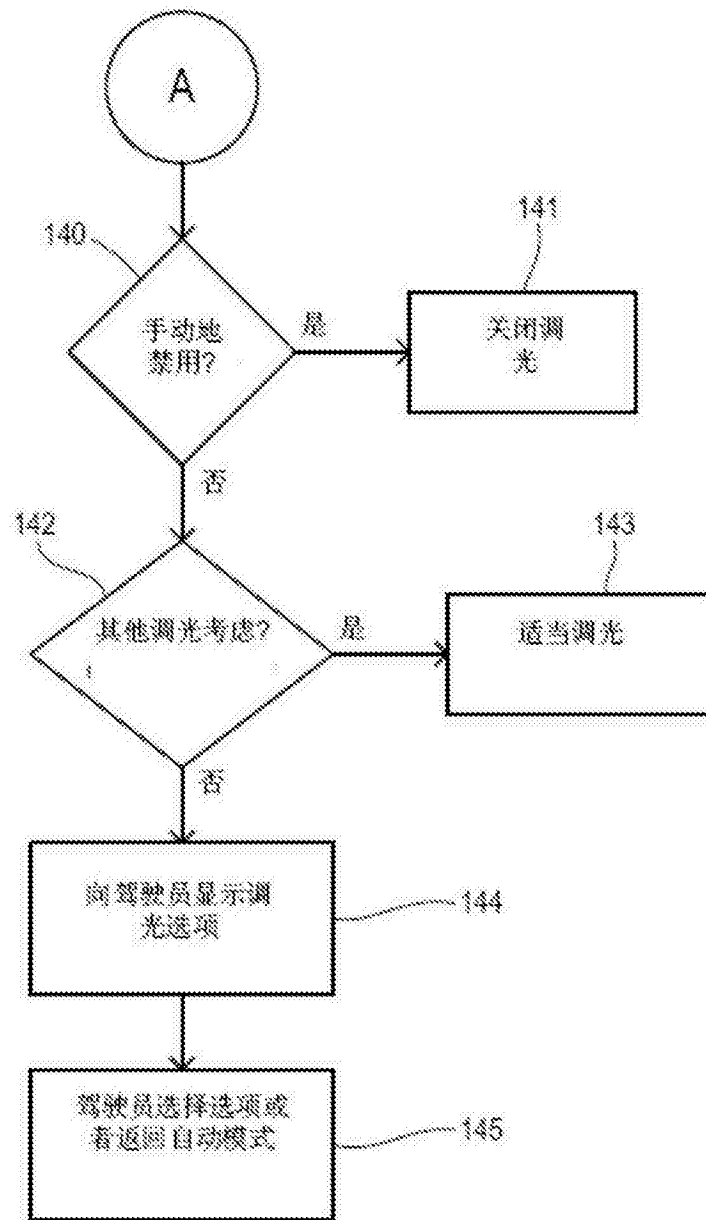 A
140
141
手动地
禁用?
是
关闭调
光
否
142
143
其他调光考虑?
是
适当调光
否
向驾驶员显示调
光选项
144
驾驶员选择选项或
者返回自动模式
145